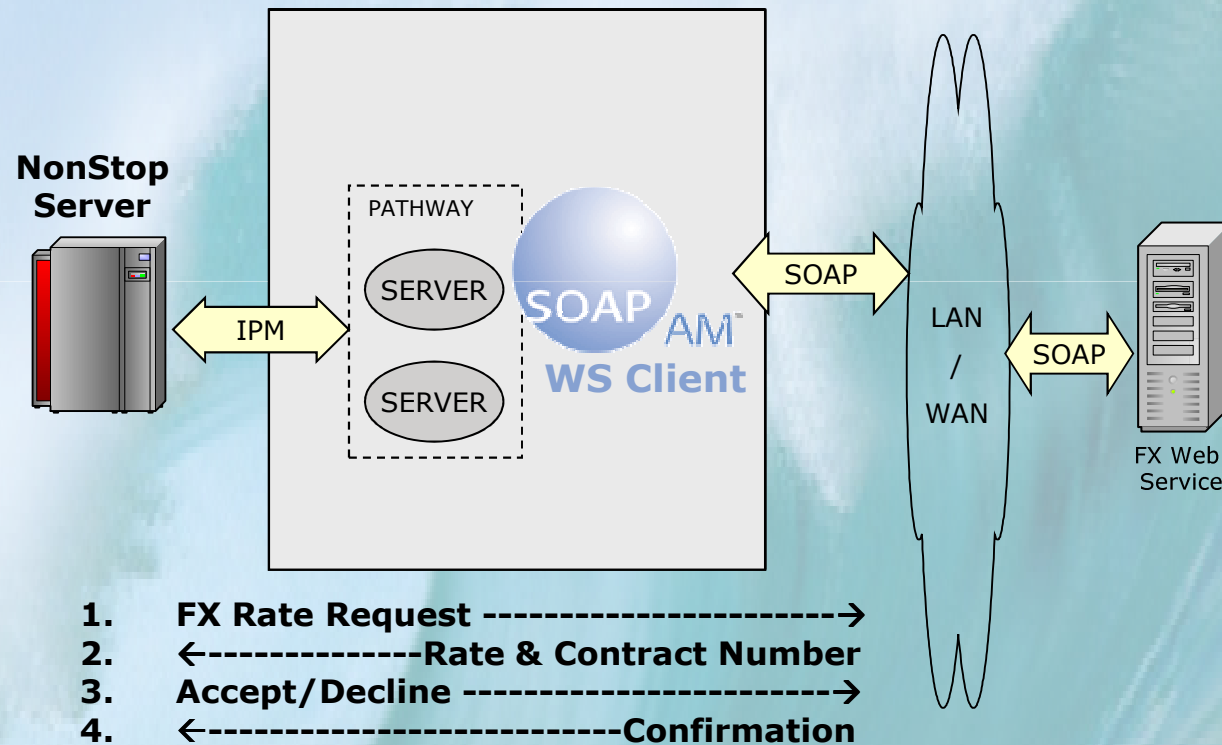 NonStop
Server
IPM
PATHWAY
SERVER
SERVER
SOAP
AM™
WS Client
SOAP
LAN
/
WAN
SOAP
FX Web
Service
1. FX Rate Request ----------------------->
2. <--------------Rate & Contract Number
3. Accept/Decline ------------------------>
4. <---------------------------Confirmation